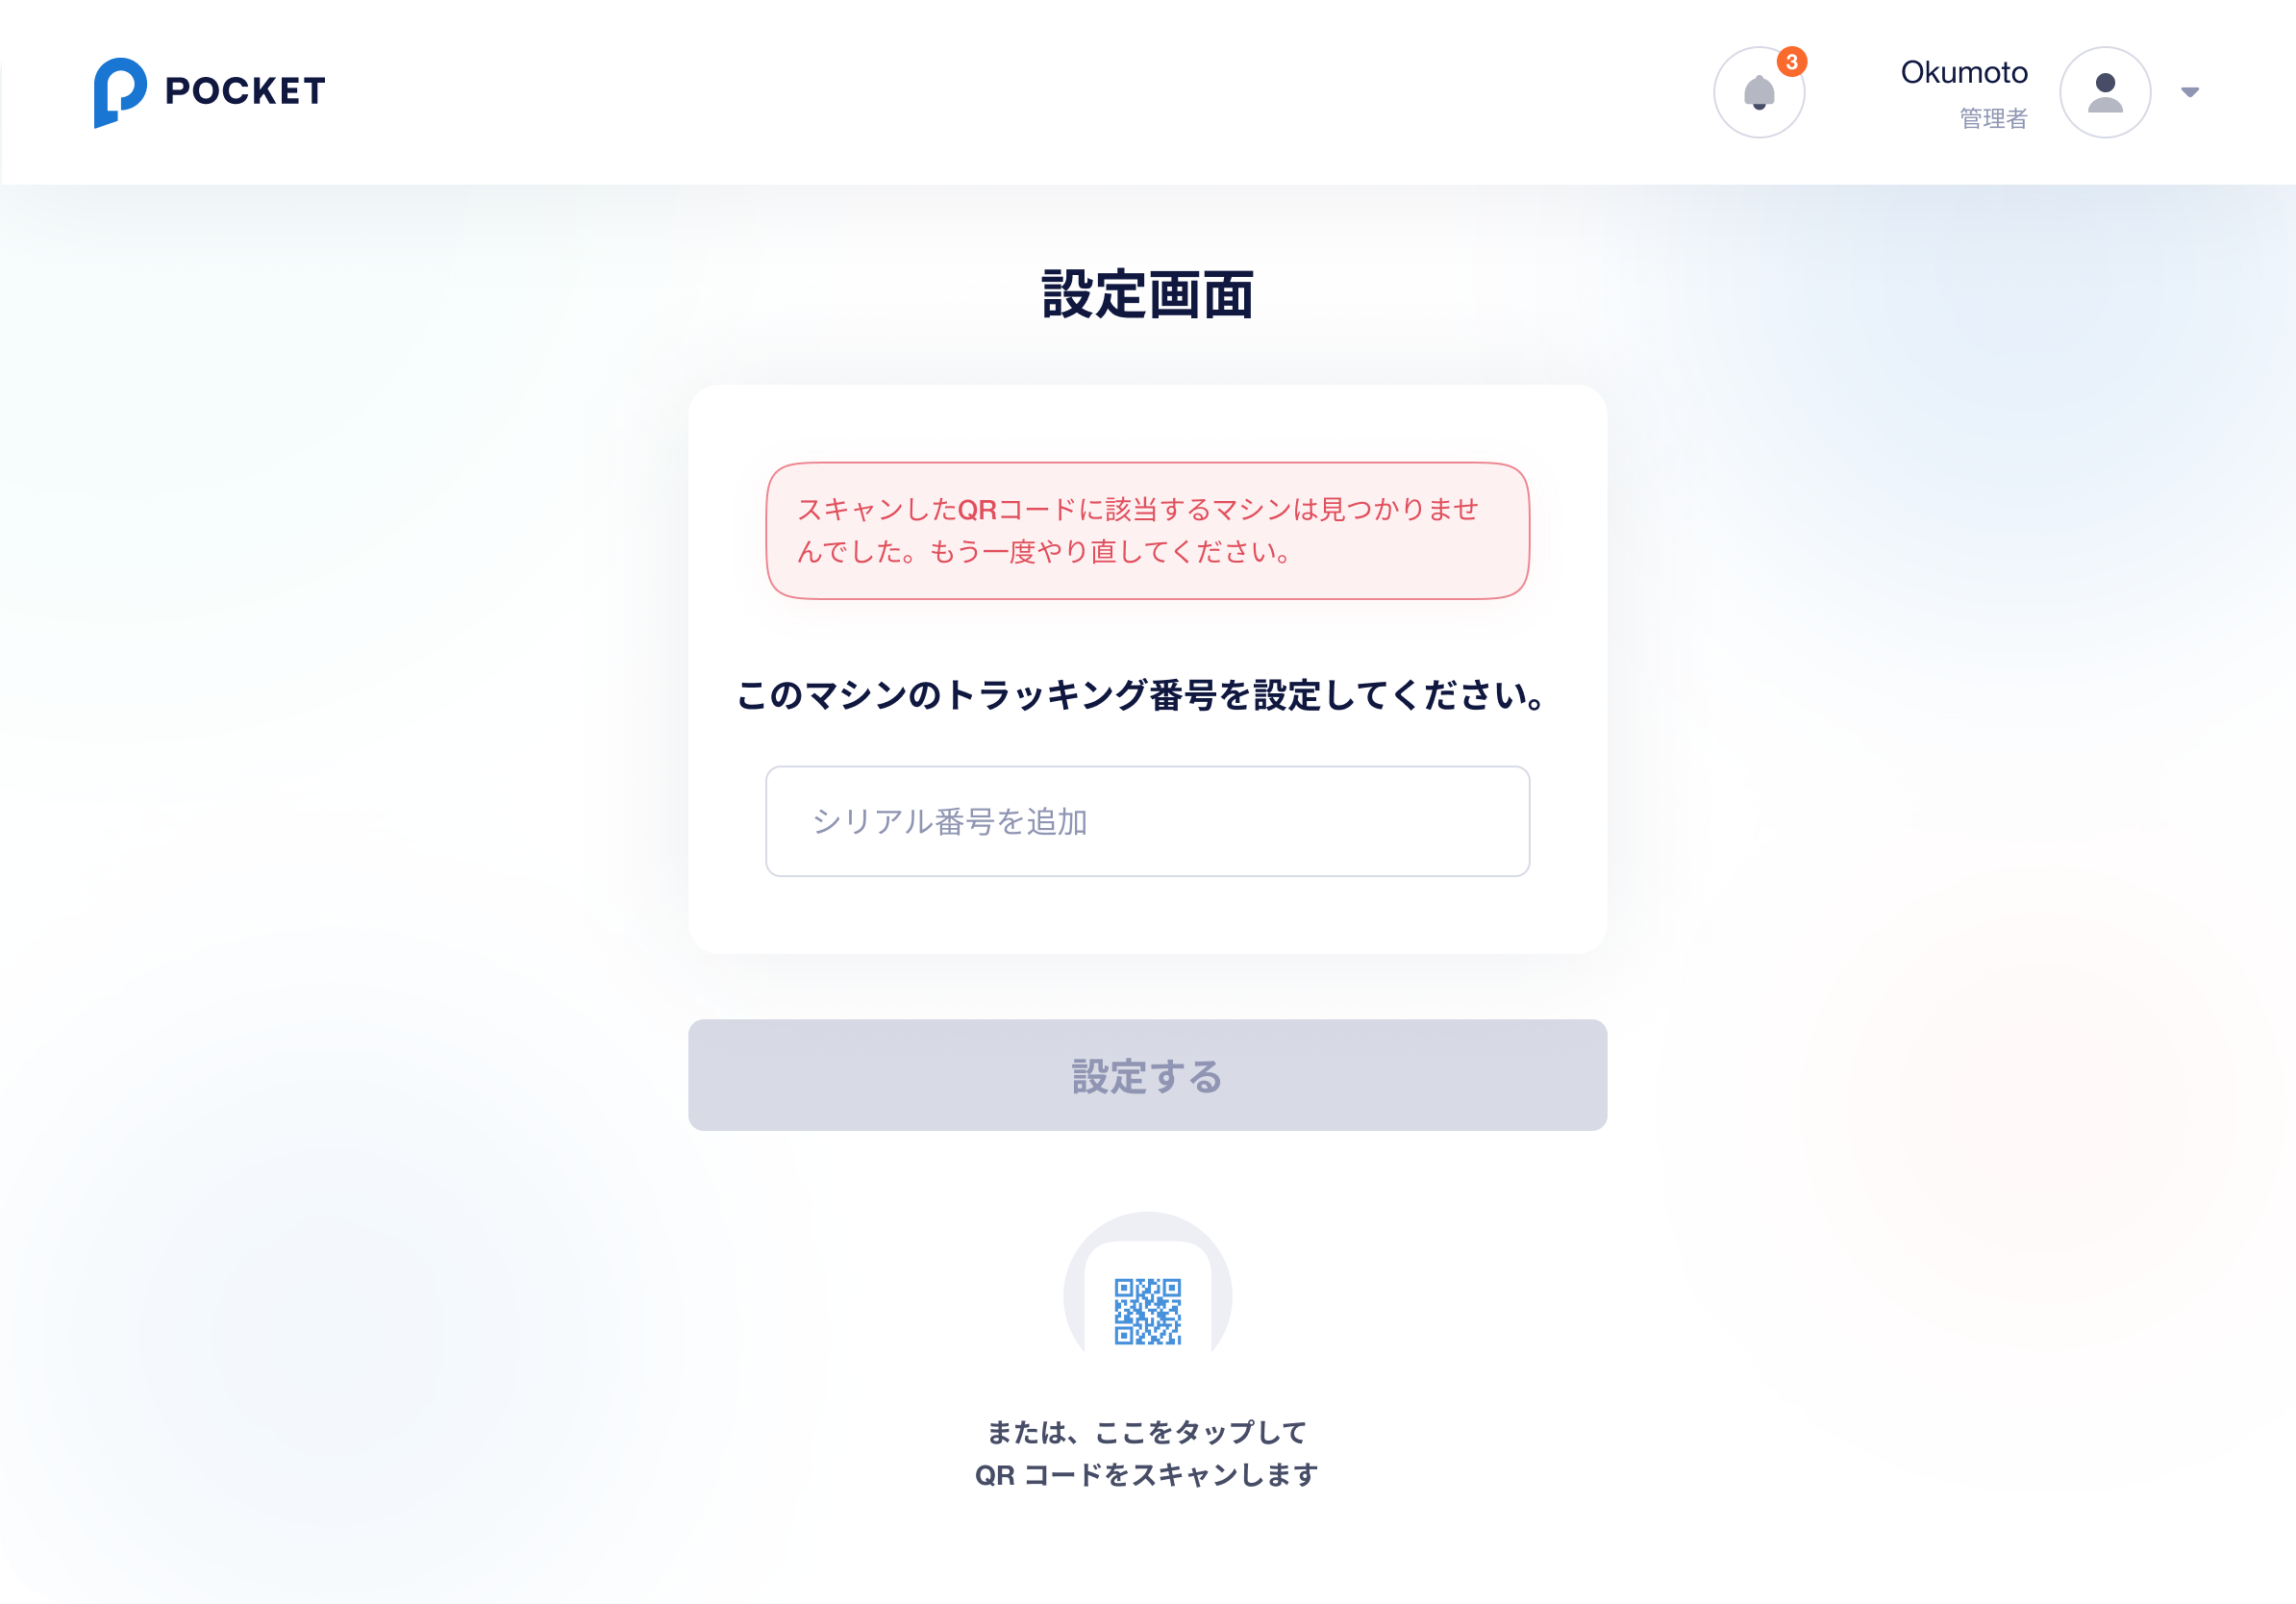 POCKET
3
Okumoto
管理者
設定画面
スキャンしたQRコードに該当するマシンは見つかりませ
んでした。もう一度やり直してください。
このマシンのトラッキング番号を設定してください。
シリアル番号を追加
設定する
または、ここをタップして
QR コードをスキャンします